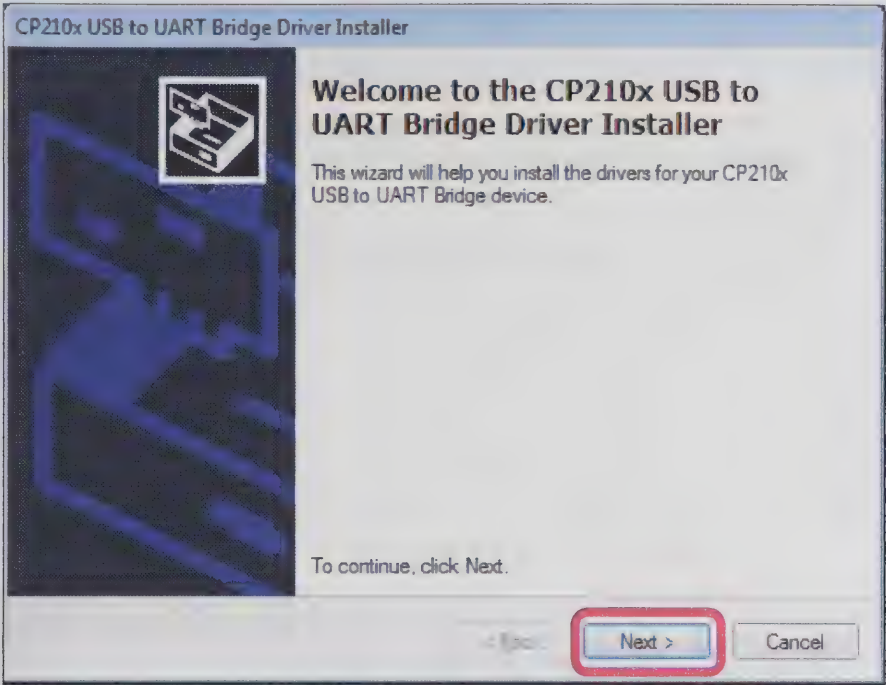 CP210x USB to UART Bridge Driver Installer
Welcome to the CP210x USB to
UART Bridge Driver Installer
This wizard will help you install the drivers for your CP210x
USB to UART Bridge device.
To continue, click Next.
Next > Cancel